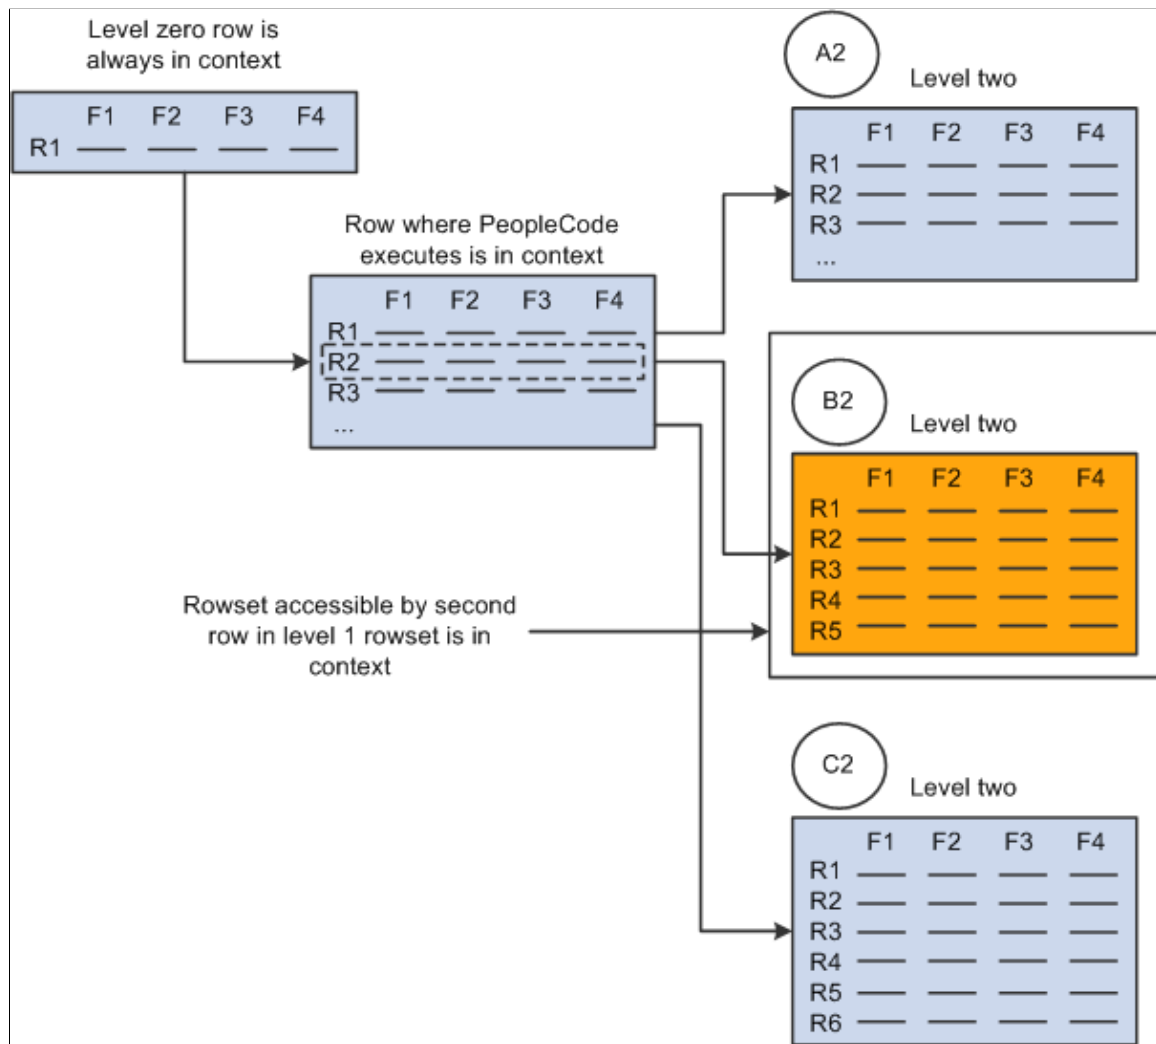 Level zero row is
always in context
F1 F2 F3 F4
R1
Row where PeopleCode
executes is in context
F1 F2 F3 F4
R1
R2
R3
...
A2
Level two
F1 F2 F3 F4
R1
R2
R3
...
B2
Level two
F1 F2 F3 F4
R1
R2
R3
R4
R5
Rowset accessible by second
row in level 1 rowset is in
context
C2
Level two
F1 F2 F3 F4
R1
R2
R3
R4
R5
R6